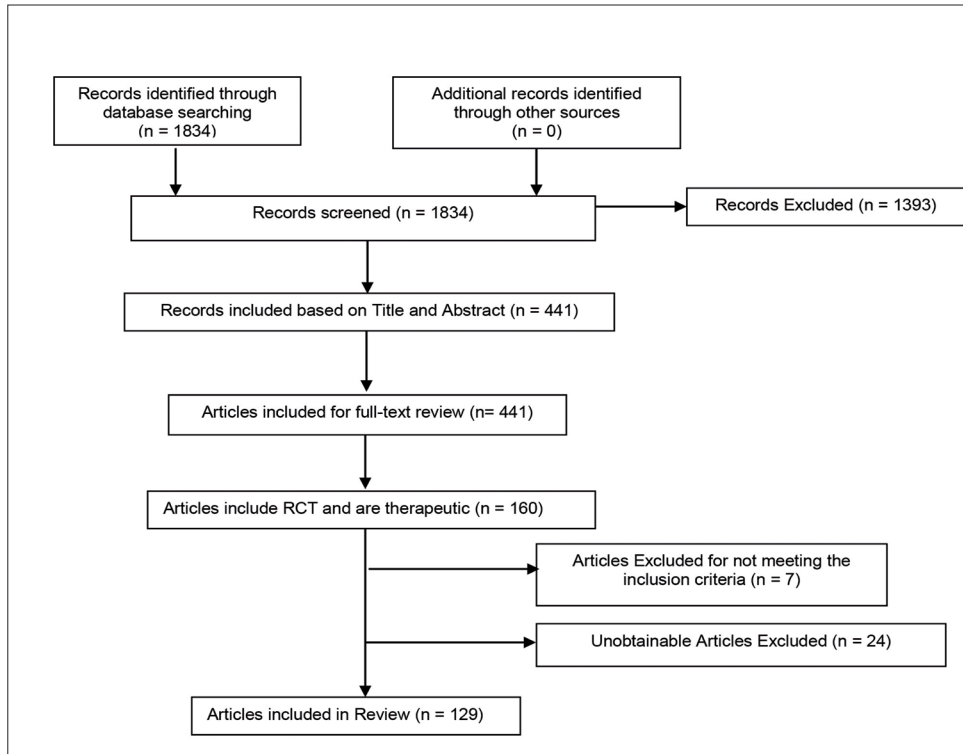 Records identified through
database searching
(n = 1834)
Additional records identified
through other sources
(n = 0)
Records screened (n = 1834)
Records Excluded (n = 1393)
Records included based on Title and Abstract (n = 441)
Articles included for full-text review (n= 441)
Articles include RCT and are therapeutic (n = 160)
Articles Excluded for not meeting the
inclusion criteria (n = 7)
Unobtainable Articles Excluded (n = 24)
Articles included in Review (n = 129)